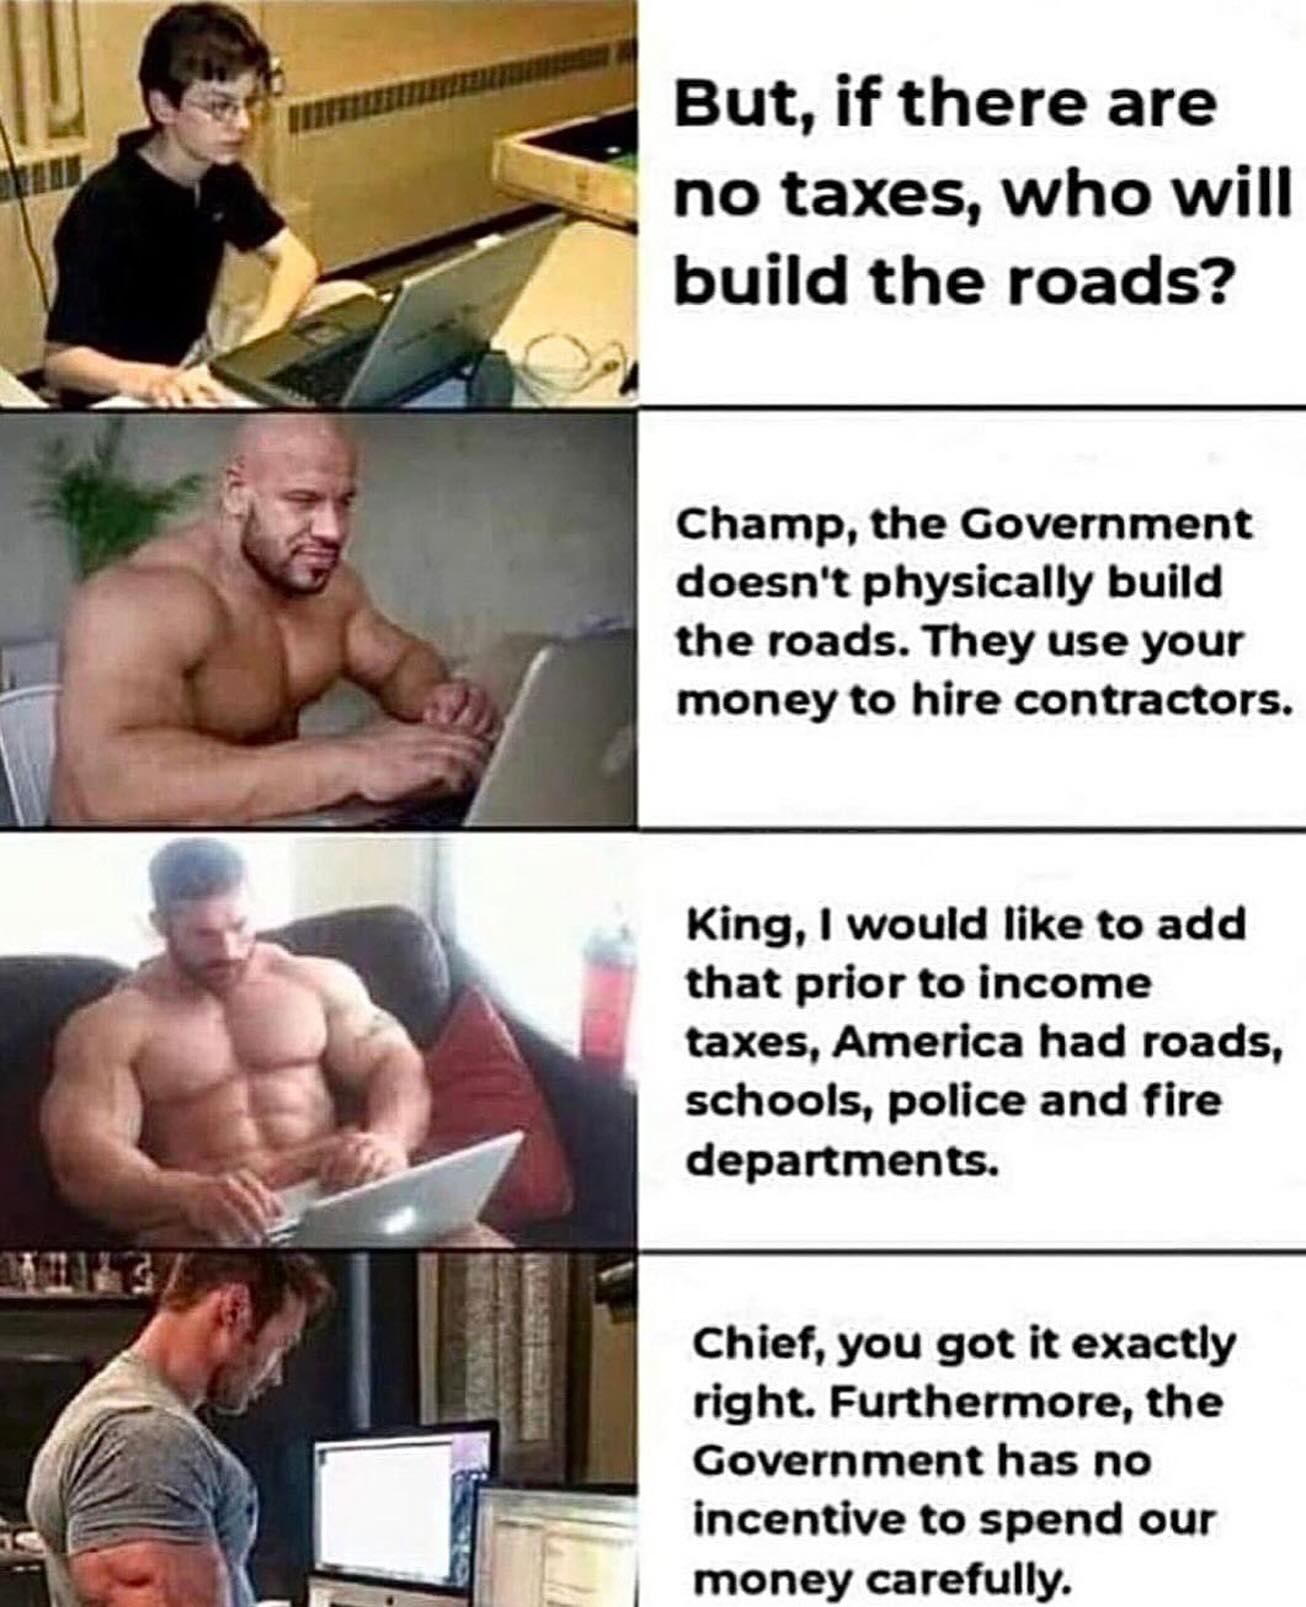 But, if there are
no taxes, who will
build the roads?
Champ, the Government
doesn't physically build
the roads. They use your
money to hire contractors.
King, I would like to add
that prior to income
taxes, America had roads,
schools, police and fire
departments.
Chief, you got it exactly
right. Furthermore, the
Government has no
incentive to spend our
money carefully.